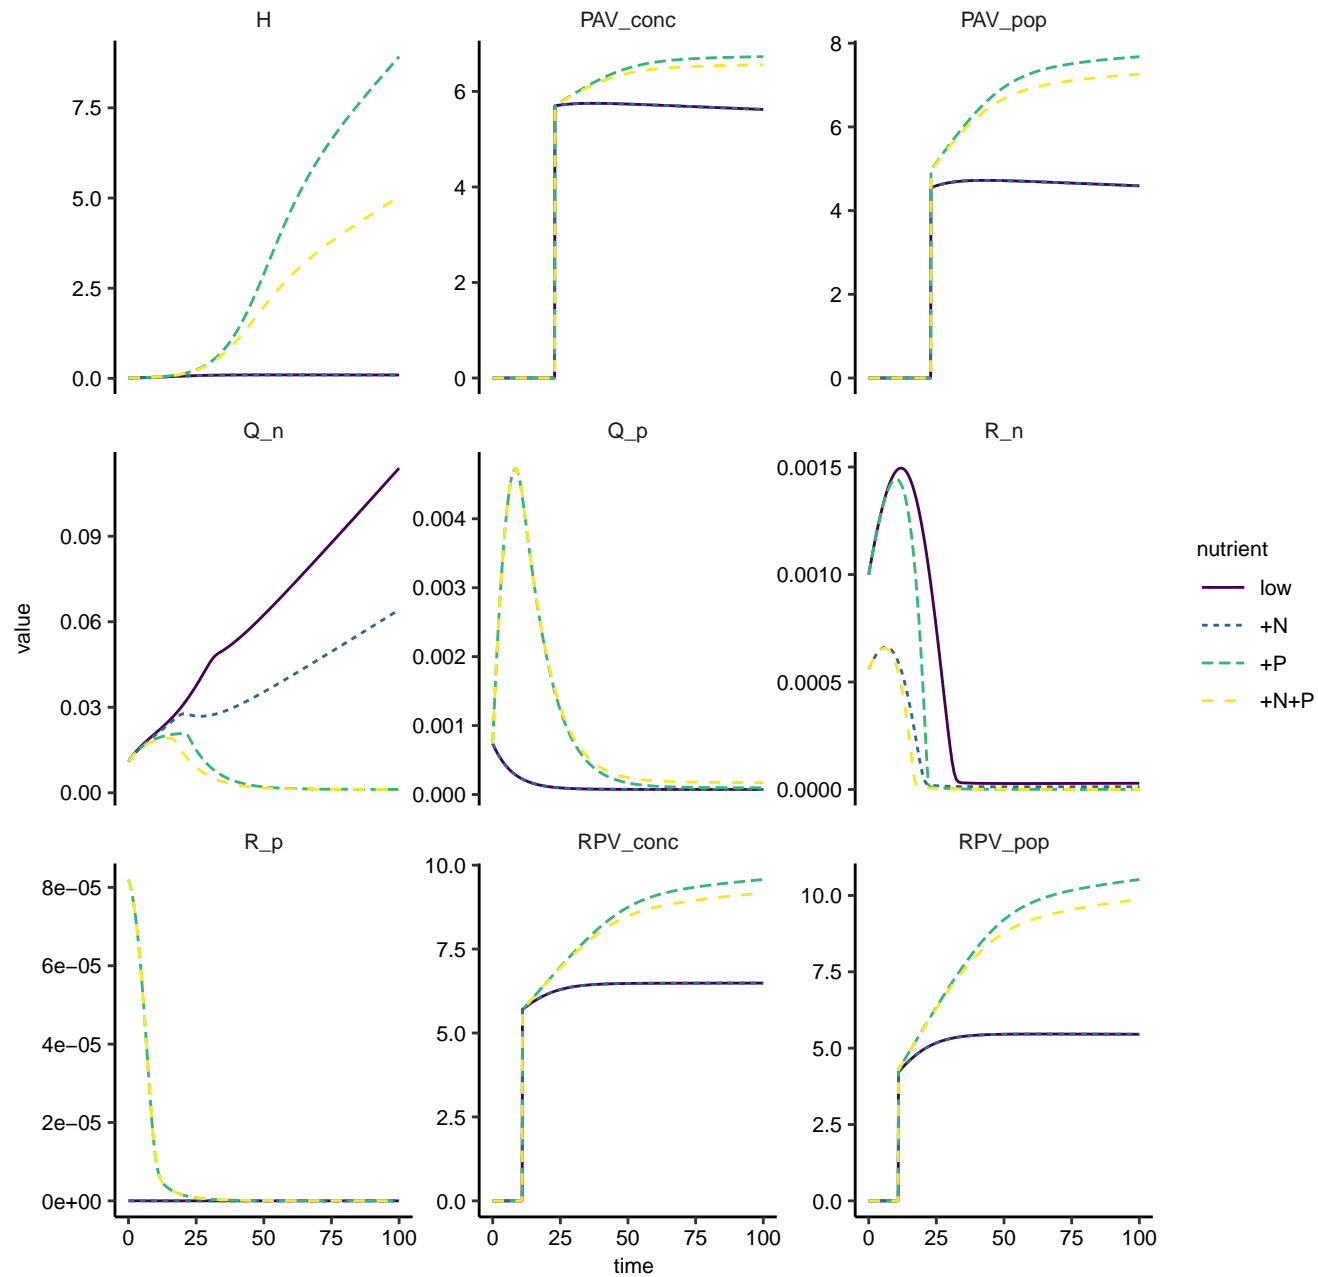 H
PAV_conc
PAV_pop
7.5
5.0
2.5
0.0
6
4
2
0
8
6
4
2
0
Q_n
Q_p
R_n
0.09
0.06
0.03
0.00
0.004
0.003
0.002
0.001
0.000
0.0015
0.0010
0.0005
0.0000
R_p
RPV_conc
RPV_pop
8e−05
6e−05
4e−05
2e−05
0e+00
10.0
7.5
5.0
2.5
0.0
10.0
7.5
5.0
2.5
0.0
0 25 50 75 100
0 25 50 75 100
0 25 50 75 100
time
value
nutrient
low
+N
+P
+N+P